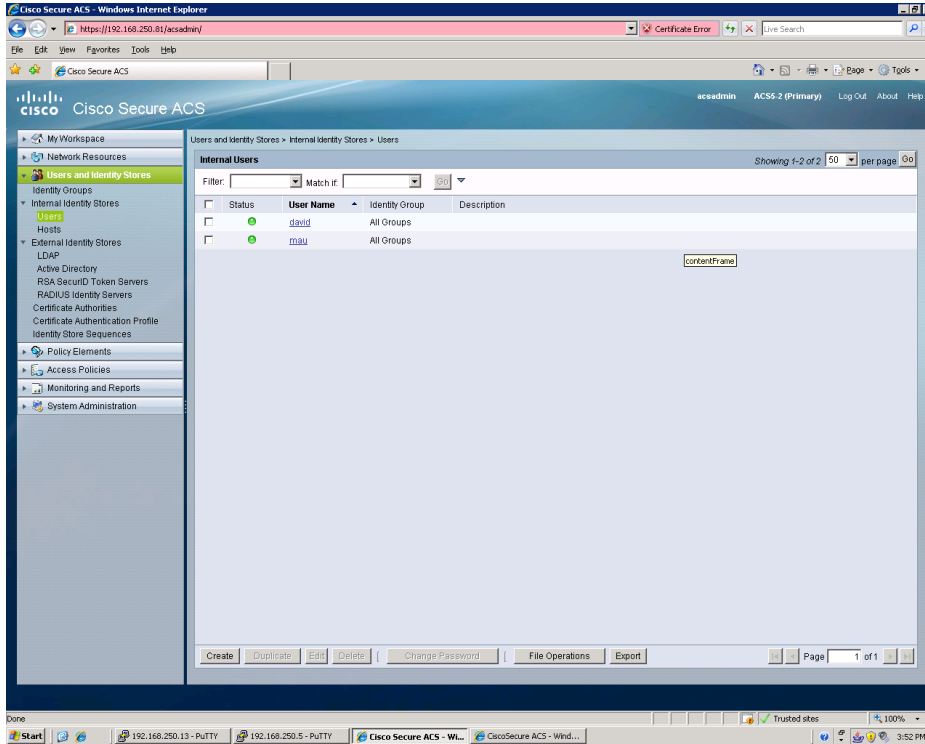 Cisco Secure ACS - Windows Internet Explorer
https://192.168.250.81/acsadmin/
Certificate Error
Live Search
File Edit View Favorites Tools Help
Cisco Secure ACS
Page
Tools
CISCO
Cisco Secure ACS
acsadmin
ACS5-2 (Primary)
Log Out About Help
My Workspace
Network Resources
Users and Identity Stores
Identity Groups
Internal Identity Stores
Users
Hosts
External Identity Stores
LDAP
Active Directory
RSA SecurID Token Servers
RADIUS Identity Servers
Certificate Authorities
Certificate Authentication Profile
Identity Store Sequences
Policy Elements
Access Policies
Monitoring and Reports
System Administration
Users and Identity Stores > Internal Identity Stores > Users
Internal Users
Showing 1-2 of 2 50 per page Go
Filter: Match if: Go
Status User Name Identity Group Description
david All Groups
mau All Groups
contentFrame
Create Duplicate Edit Delete | Change Password | File Operations Export
Page 1 of 1
Done
Trusted sites
100%
Start
192.168.250.13 - PuTTY
192.168.250.5 - PuTTY
Cisco Secure ACS - Wi...
CiscoSecure ACS - Wind...
3:52 PM